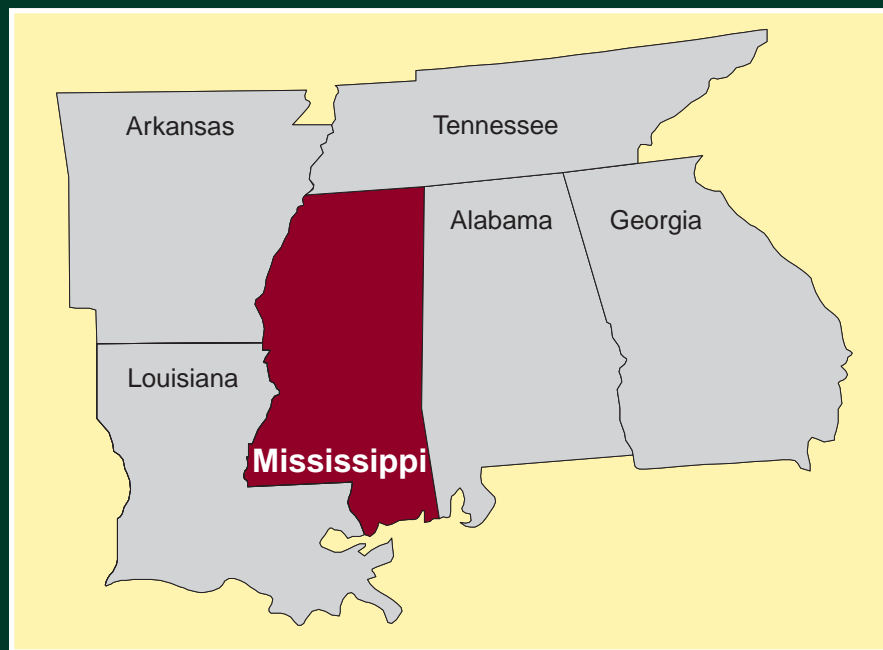 Arkansas
Tennessee
Alabama
Georgia
Louisiana
Mississippi